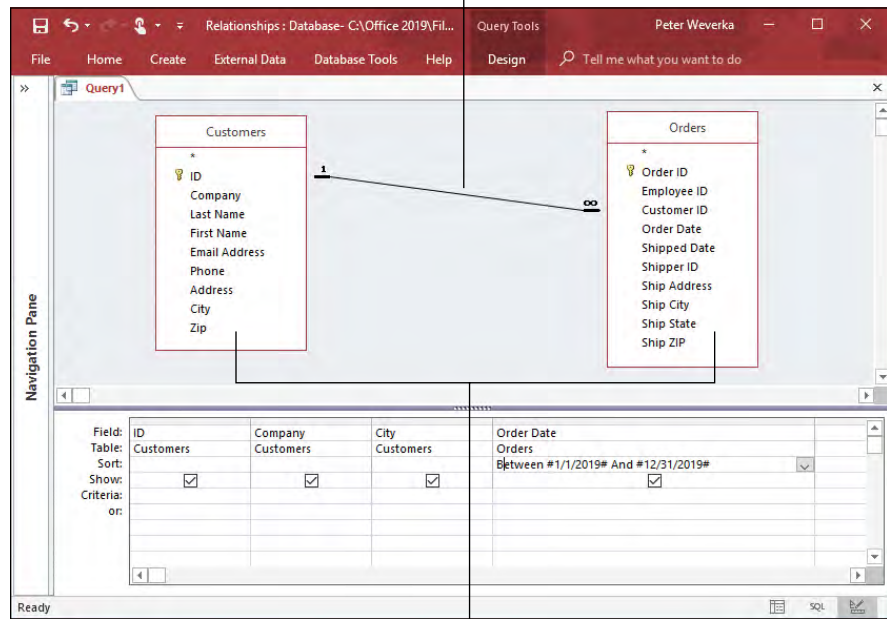 Relationships : Database- C:\Office 2019\Fil... Query Tools Peter Weverka
File Home Create External Data Database Tools Help Design Tell me what you want to do
» Query1
Customers
*
ID
Company
Last Name
First Name
Email Address
Phone
Address
City
Zip
1
∞
Orders
*
Order ID
Employee ID
Customer ID
Order Date
Shipped Date
Shipper ID
Ship Address
Ship City
Ship State
Ship ZIP
Navigation Pane
Field: ID Company City Order Date
Table: Customers Customers Customers Orders
Sort: Between #1/1/2019# And #12/31/2019#
Show:
Criteria:
or:
Ready SQL